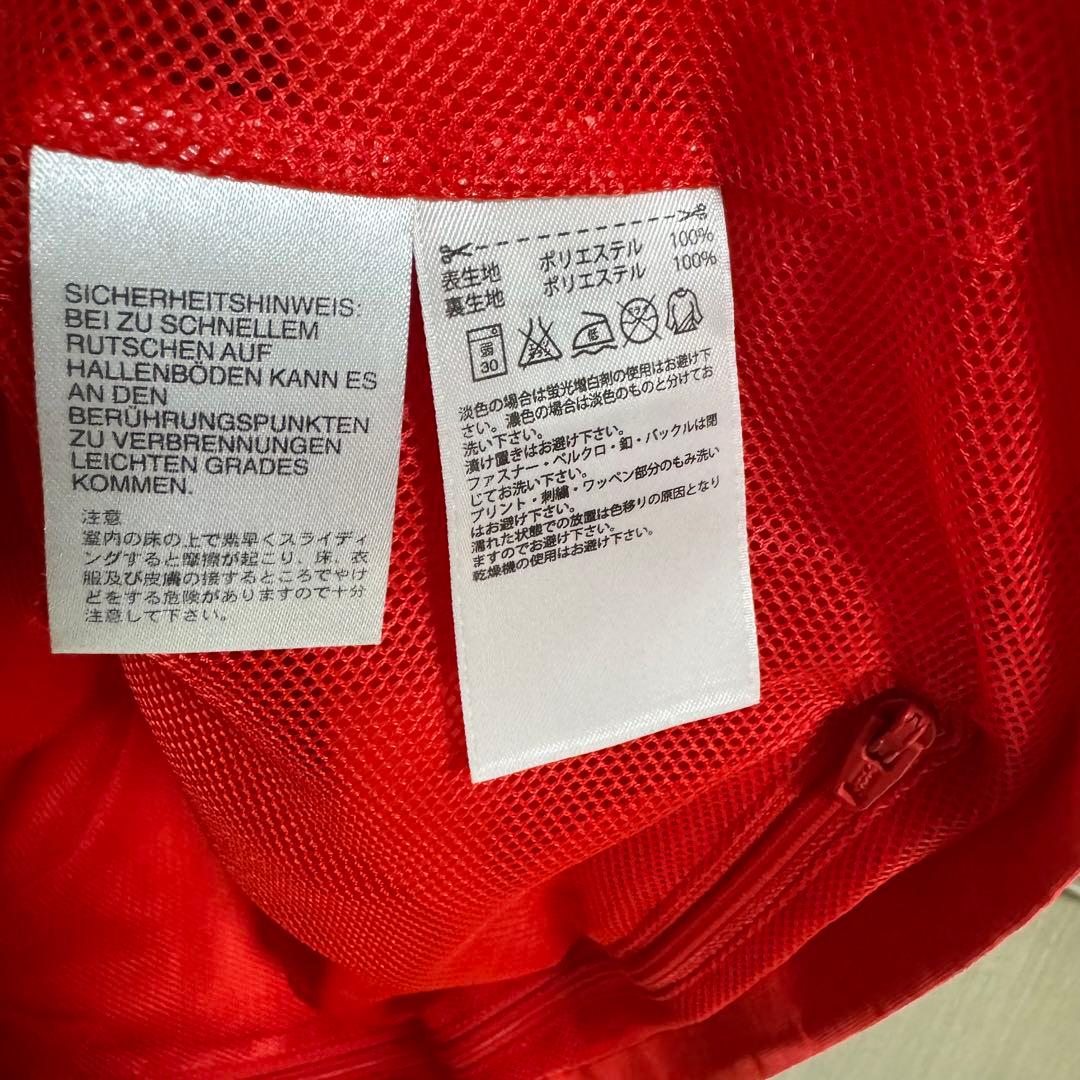 SICHERHEITSHINWEIS:
BEI ZU SCHNELLEM
RUTSCHEN AUF
HALLENBÖDEN KANN ES
AN DEN
BERÜHRUNGSPUNKTEN
ZU VERBRENNUNGEN
LEICHTEN GRADES
KOMMEN.
注意
室内の床の上で素早くスライディ
ングすると摩擦が起こり、床、衣
服及び皮膚の接するところでやけ
どをする危険がありますので十分
注意して下さい。
表生地 ポリエステル 100%
裏生地 ポリエステル 100%
弱
30
低
淡色の場合は蛍光増白剤の使用はお避け下
さい。濃色の場合は淡色のものと分けてお
洗い下さい。
漬け置きはお避け下さい。
ファスナー・ベルクロ・釦・バックルは閉
じてお洗い下さい。
プリント・刺繍・ワッペン部分のもみ洗い
はお避け下さい。
濡れた状態での放置は色移りの原因となり
ますのでお避け下さい。
乾燥機の使用はお避け下さい。